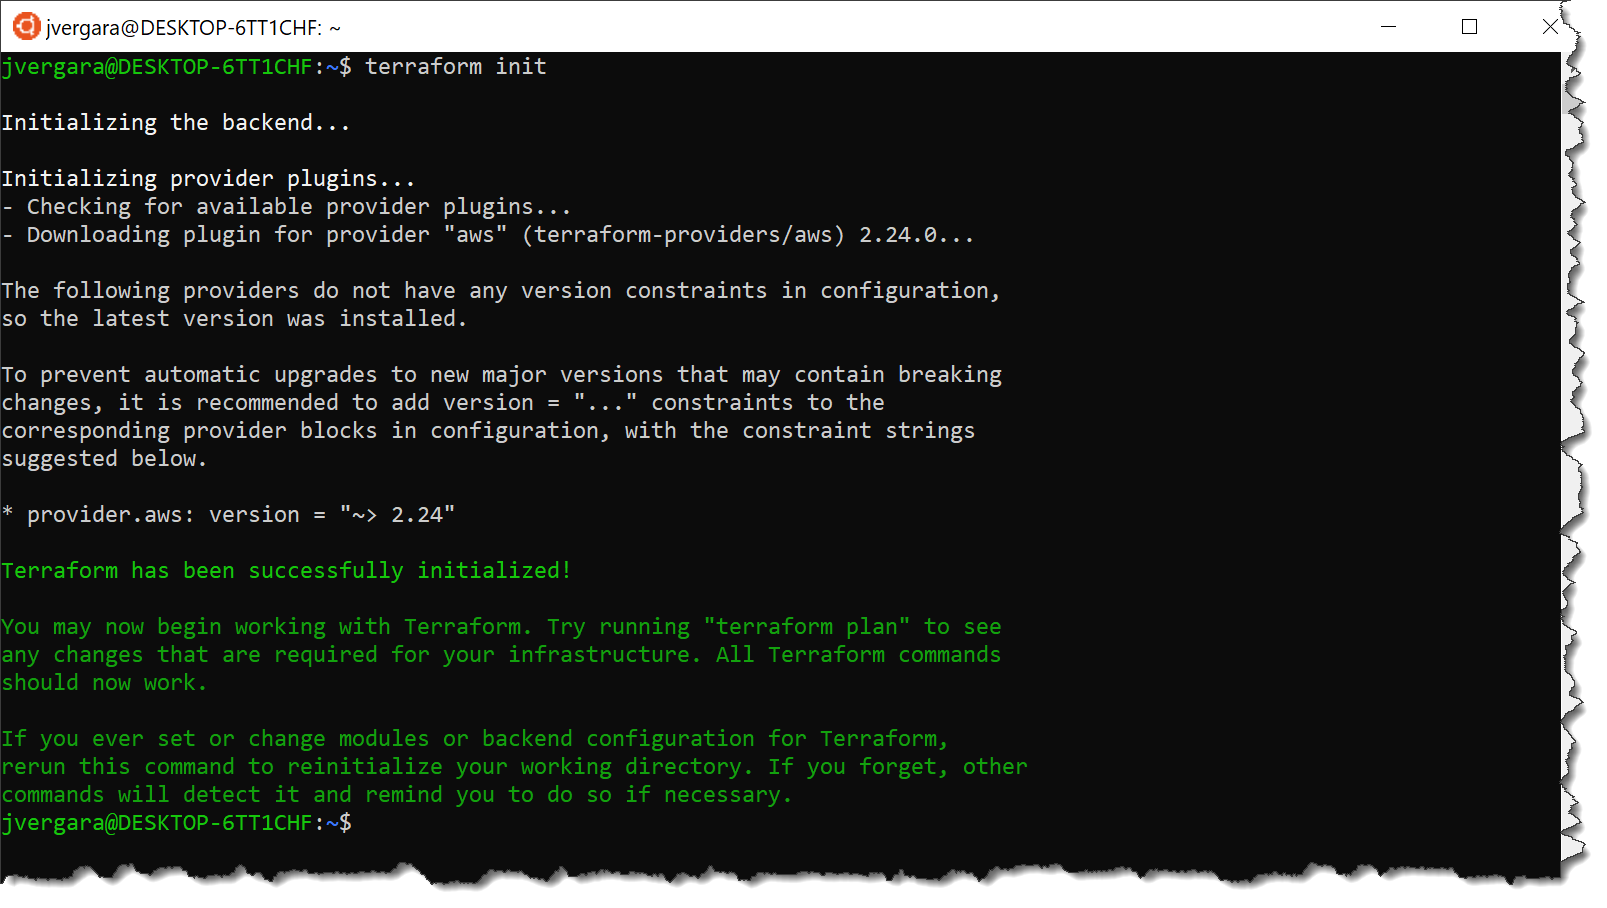 jvergara@DESKTOP-6TT1CHF: ~
jvergara@DESKTOP-6TT1CHF:~$ terraform init
Initializing the backend...
Initializing provider plugins...
- Checking for available provider plugins...
- Downloading plugin for provider "aws" (terraform-providers/aws) 2.24.0...
The following providers do not have any version constraints in configuration,
so the latest version was installed.
To prevent automatic upgrades to new major versions that may contain breaking
changes, it is recommended to add version = "..." constraints to the
corresponding provider blocks in configuration, with the constraint strings
suggested below.
* provider.aws: version = "~> 2.24"
Terraform has been successfully initialized!
You may now begin working with Terraform. Try running "terraform plan" to see
any changes that are required for your infrastructure. All Terraform commands
should now work.
If you ever set or change modules or backend configuration for Terraform,
rerun this command to reinitialize your working directory. If you forget, other
commands will detect it and remind you to do so if necessary.
jvergara@DESKTOP-6TT1CHF:~$